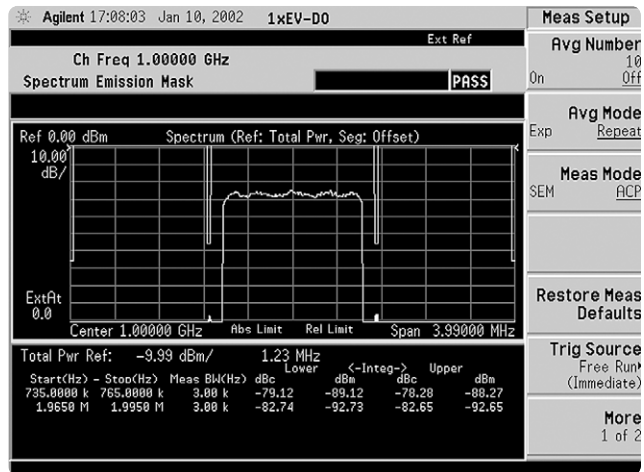 Agilent 17:08:03 Jan 10, 2002 1xEV-DO
Ext Ref
Ch Freq 1.00000 GHz
Spectrum Emission Mask
PASS
Ref 0.00 dBm Spectrum (Ref: Total Pwr, Seg: Offset)
10.00
dB/
ExtAt
0.0
Center 1.00000 GHz Abs Limit Rel Limit Span 3.99000 MHz
Total Pwr Ref: -9.99 dBm/ 1.23 MHz
Lower <-Integ-> Upper
Start(Hz) - Stop(Hz) Meas BW(Hz) dBc dBm dBc dBm
735.0000 k 765.0000 k 3.00 k -79.12 -89.12 -78.28 -88.27
1.9650 M 1.9950 M 3.00 k -82.74 -92.73 -82.65 -92.65
Meas Setup
Avg Number
10
On Off
Avg Mode
Exp Repeat
Meas Mode
SEM ACP
Restore Meas
Defaults
Trig Source
Free Run
(Immediate)
More
1 of 2